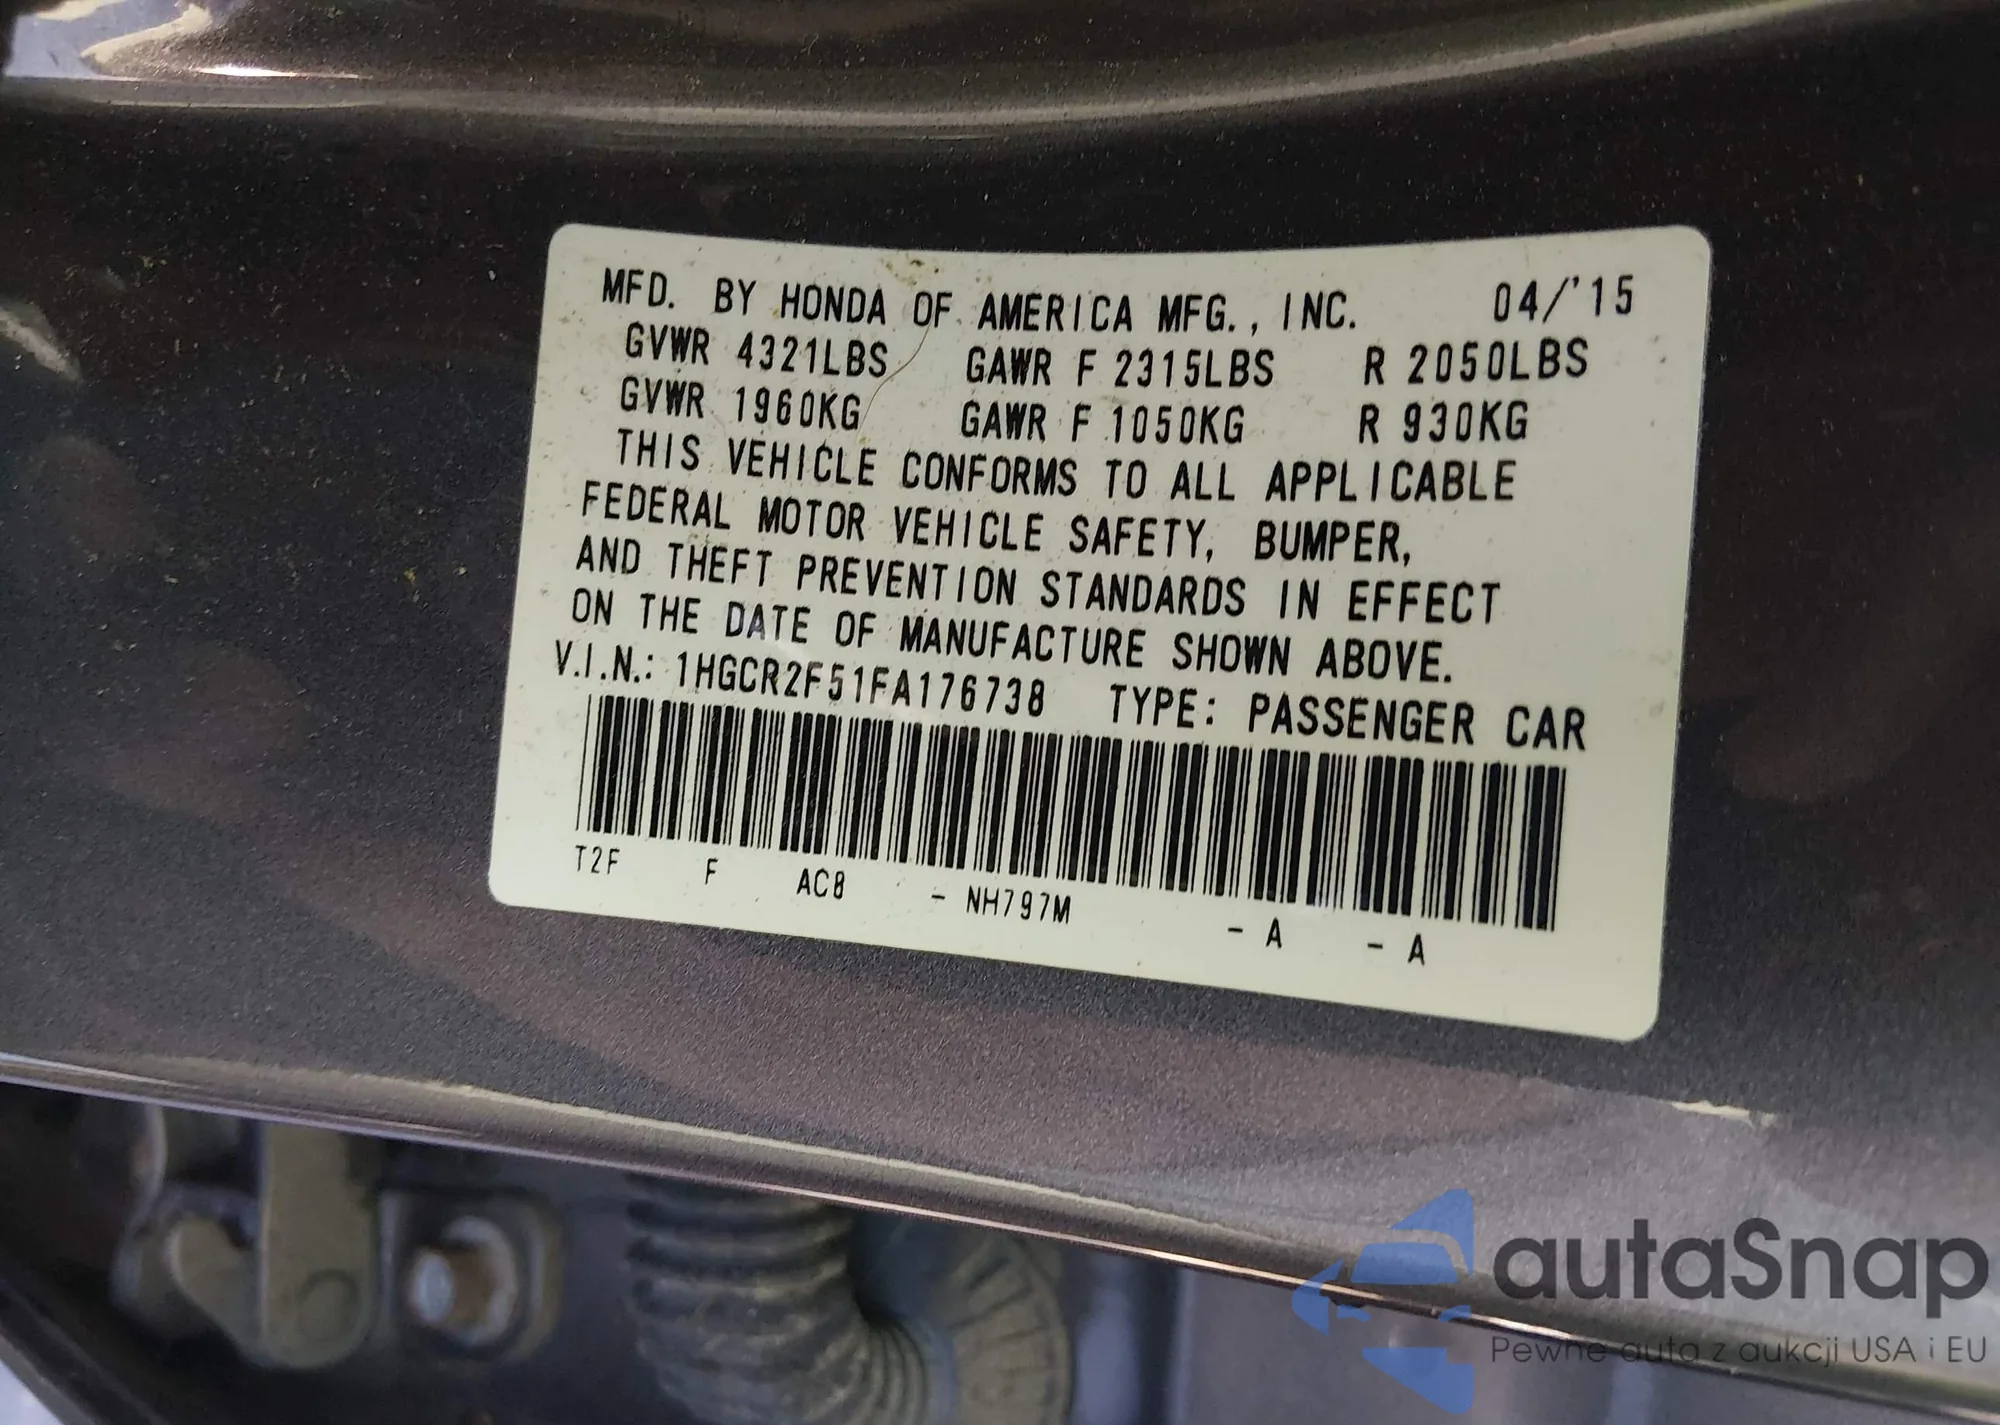 MFD. BY HONDA OF AMERICA MFG., INC. 04/'15
GVWR 4321LBS GAWR F 2315LBS R 2050LBS
GVWR 1960KG GAWR F 1050KG R 930KG
THIS VEHICLE CONFORMS TO ALL APPLICABLE
FEDERAL MOTOR VEHICLE SAFETY, BUMPER,
AND THEFT PREVENTION STANDARDS IN EFFECT
ON THE DATE OF MANUFACTURE SHOWN ABOVE.
V.I.N.: 1HGCR2F51FA176738 TYPE: PASSENGER CAR
T2F F AC8 - NH797M - A - A
autaSnap
Pewne auta z aukcji USA i EU